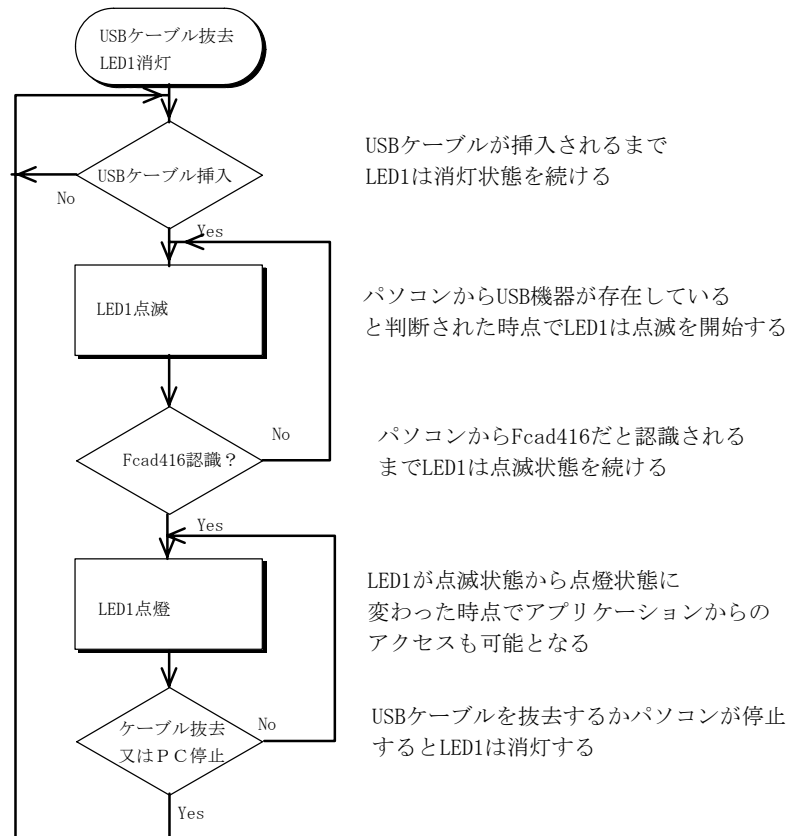 USBケーブル抜去
LED1消灯
USBケーブル挿入
No
Yes
USBケーブルが挿入されるまで
LED1は消灯状態を続ける
LED1点滅
パソコンからUSB機器が存在している
と判断された時点でLED1は点滅を開始する
Fcad416認識？
No
Yes
パソコンからFcad416だと認識される
までLED1は点滅状態を続ける
LED1点燈
LED1が点滅状態から点燈状態に
変わった時点でアプリケーションからの
アクセスも可能となる
ケーブル抜去
又はＰＣ停止
No
Yes
USBケーブルを抜去するかパソコンが停止
するとLED1は消灯する